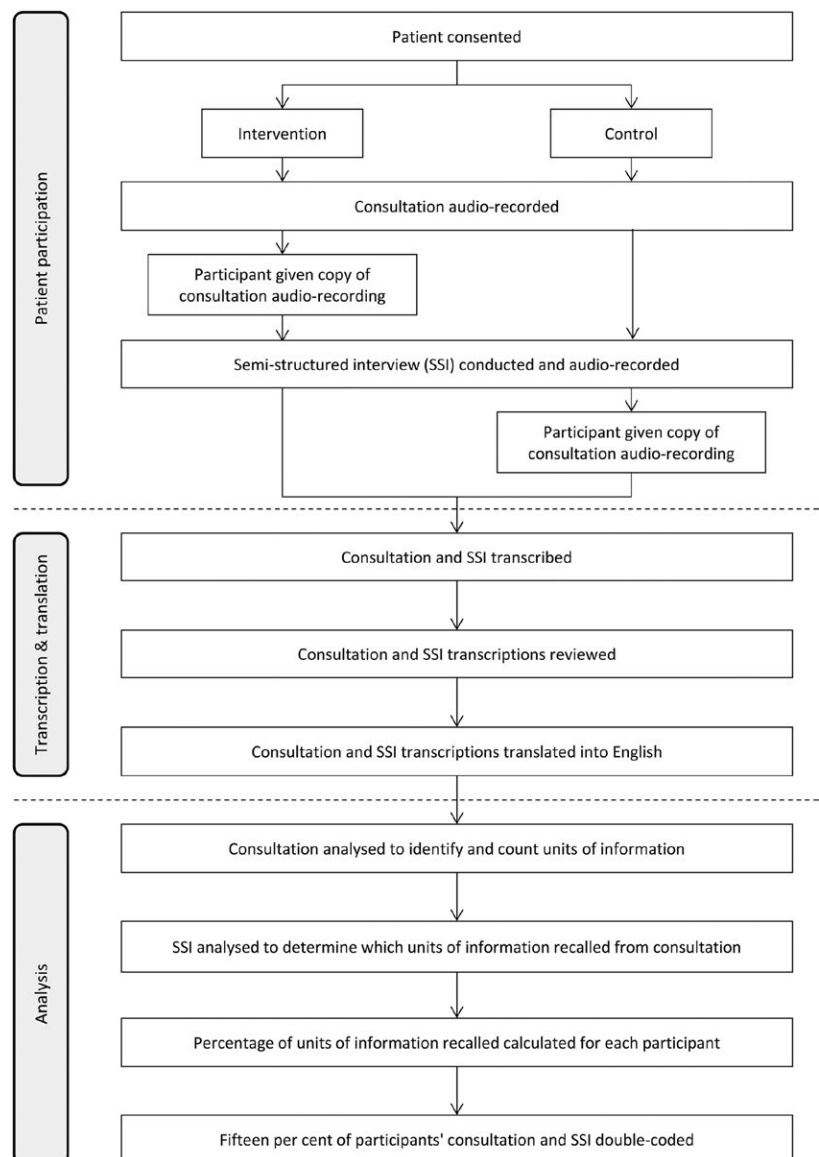 Patient participation
Patient consented
Intervention
Control
Consultation audio-recorded
Participant given copy of
consultation audio-recording
Semi-structured interview (SSI) conducted and audio-recorded
Participant given copy of
consultation audio-recording
Transcription & translation
Consultation and SSI transcribed
Consultation and SSI transcriptions reviewed
Consultation and SSI transcriptions translated into English
Analysis
Consultation analysed to identify and count units of information
SSI analysed to determine which units of information recalled from consultation
Percentage of units of information recalled calculated for each participant
Fifteen per cent of participants' consultation and SSI double-coded